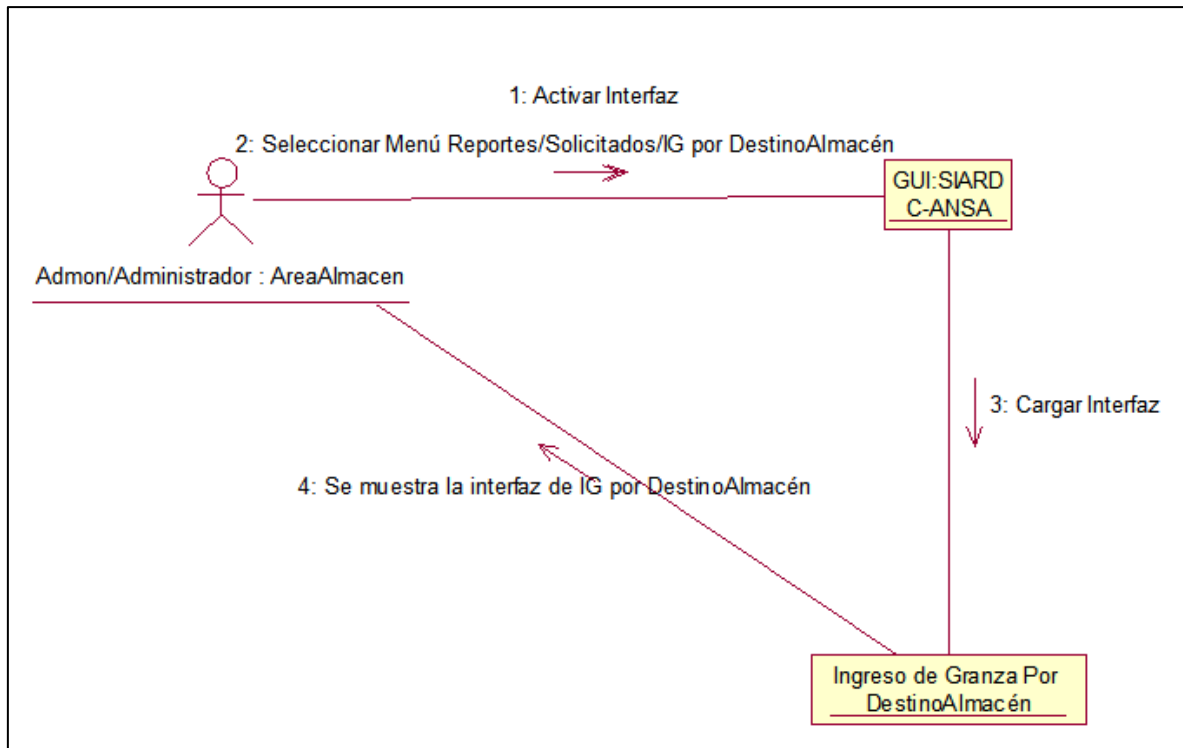 1: Activar Interfaz
2: Seleccionar Menú Reportes/Solicitados/IG por DestinoAlmacén
GUI:SIARD
C-ANSA
Admon/Administrador : AreaAlmacen
3: Cargar Interfaz
4: Se muestra la interfaz de IG por DestinoAlmacén
Ingreso de Granza Por
DestinoAlmacén